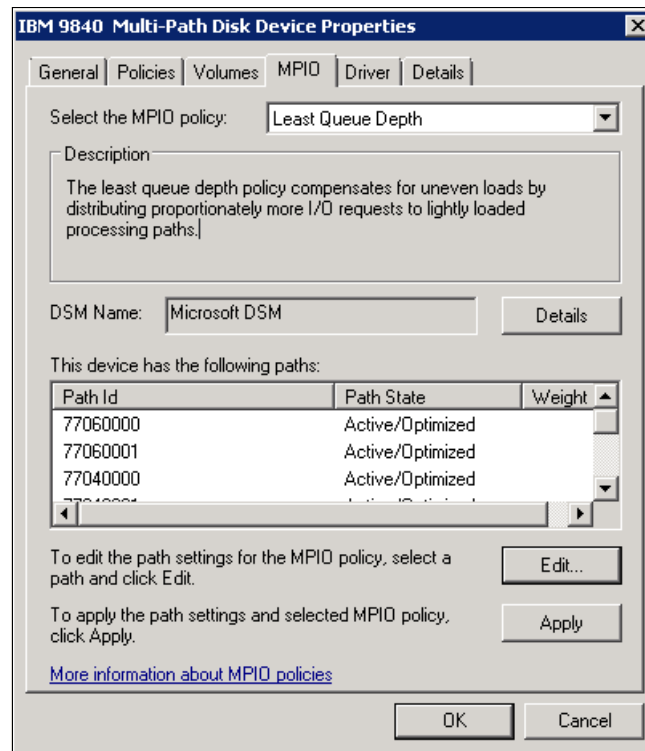 IBM 9840 Multi-Path Disk Device Properties
General Policies Volumes MPIO Driver Details
Select the MPIO policy: Least Queue Depth
Description
The least queue depth policy compensates for uneven loads by
distributing proportionately more I/O requests to lightly loaded
processing paths.
DSM Name: Microsoft DSM Details
This device has the following paths:
Path Id Path State Weight
77060000 Active/Optimized
77060001 Active/Optimized
77040000 Active/Optimized
To edit the path settings for the MPIO policy, select a
path and click Edit.
Edit...
To apply the path settings and selected MPIO policy,
click Apply.
Apply
More information about MPIO policies
OK Cancel